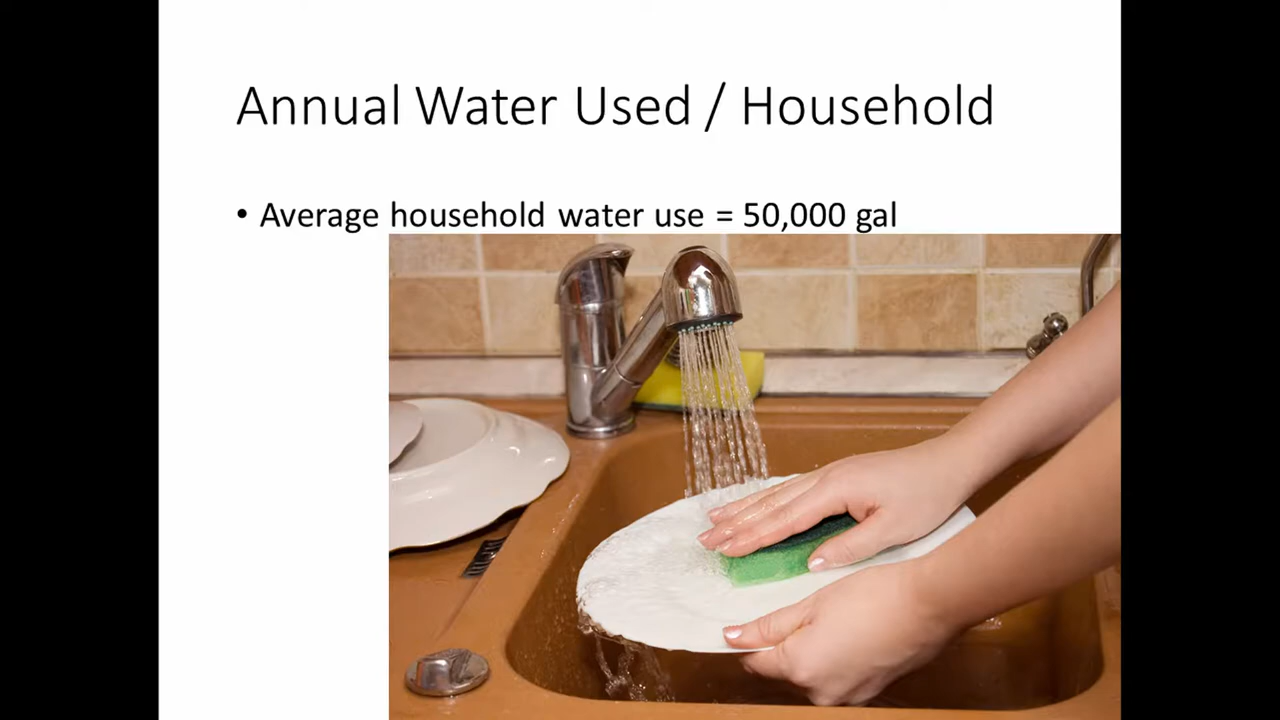 Annual Water Used / Household
• Average household water use = 50,000 gal